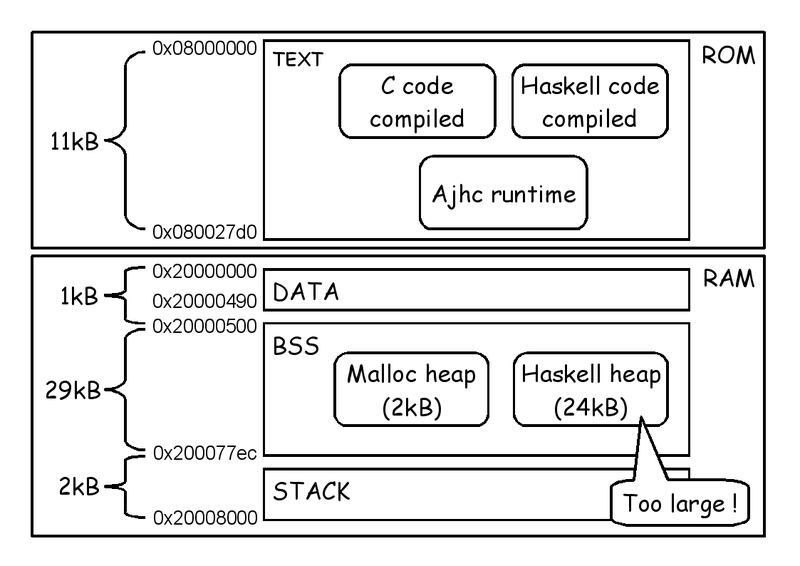 0x08000000
TEXT
ROM
C code
compiled
Haskell code
compiled
11kB
Ajhc runtime
0x080027d0
0x20000000
RAM
1kB
0x20000490
DATA
0x20000500
BSS
29kB
Malloc heap
(2kB)
Haskell heap
(24kB)
0x200077ec
2kB
STACK
Too large !
0x20008000